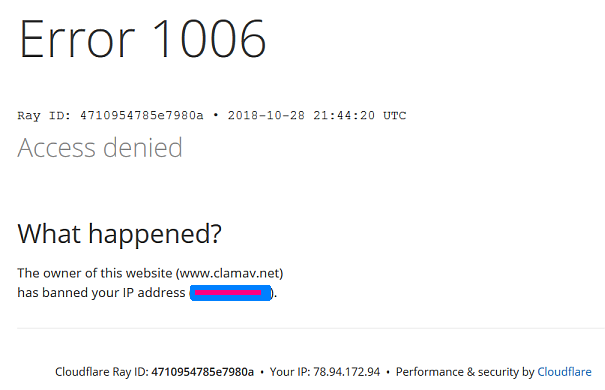 Error 1006
Ray ID: 4710954785e7980a • 2018-10-28 21:44:20 UTC
Access denied
What happened?
The owner of this website (www.clamav.net)
has banned your IP address ( ).
Cloudflare Ray ID: 4710954785e7980a • Your IP: 78.94.172.94 • Performance & security by Cloudflare